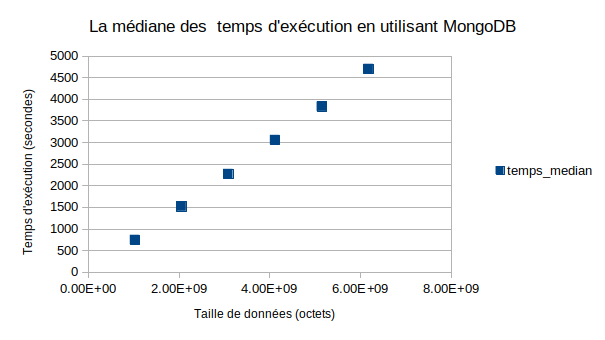 La médiane des  temps d'exécution en utilisant MongoDB
5000
4500
4000
3500
3000
2500
2000
1500
1000
500
0
Temps d'exécution (secondes)
0.00E+00 2.00E+09 4.00E+09 6.00E+09 8.00E+09
Taille de données (octets)
temps_median